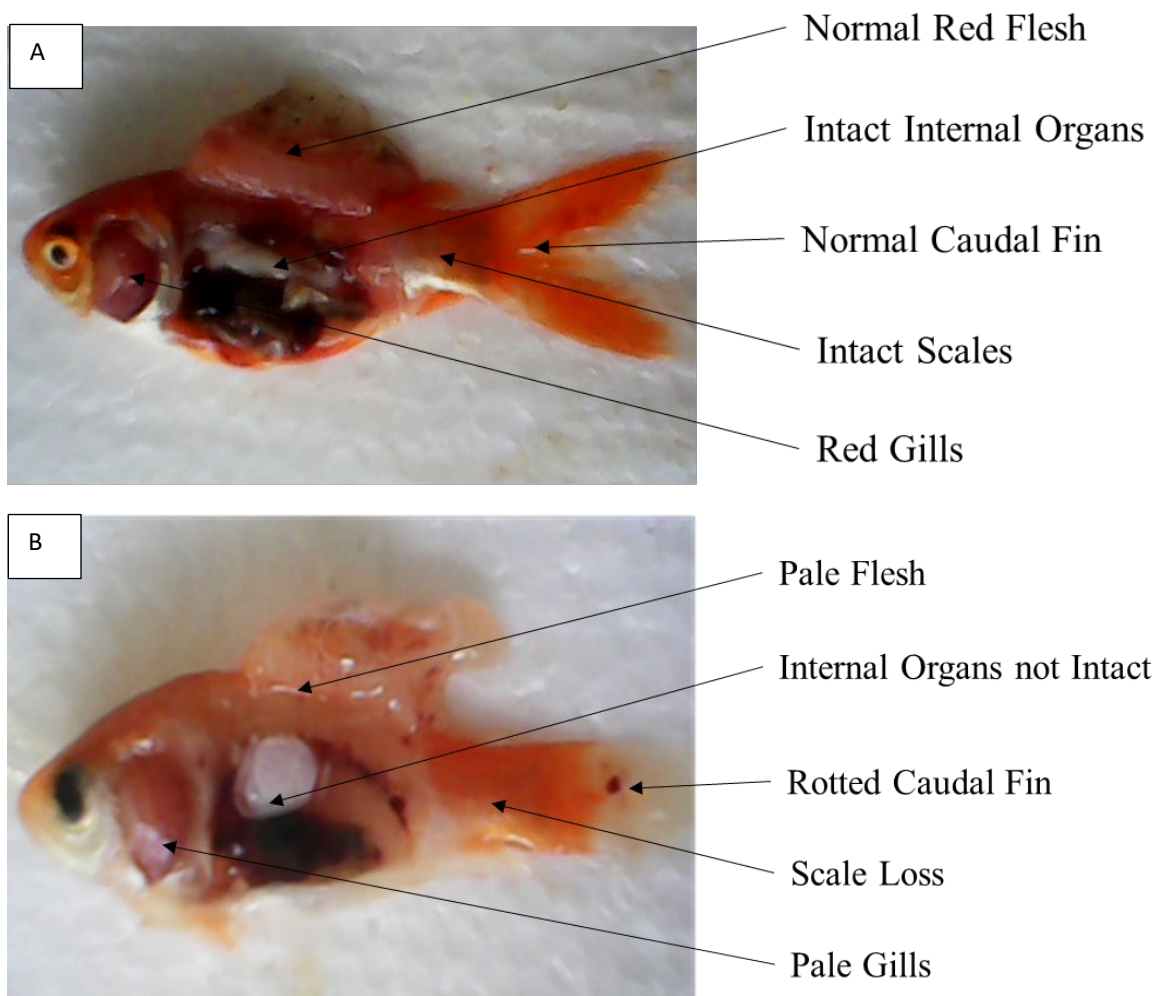 A
Normal Red Flesh
Intact Internal Organs
Normal Caudal Fin
Intact Scales
Red Gills
B
Pale Flesh
Internal Organs not Intact
Rotted Caudal Fin
Scale Loss
Pale Gills